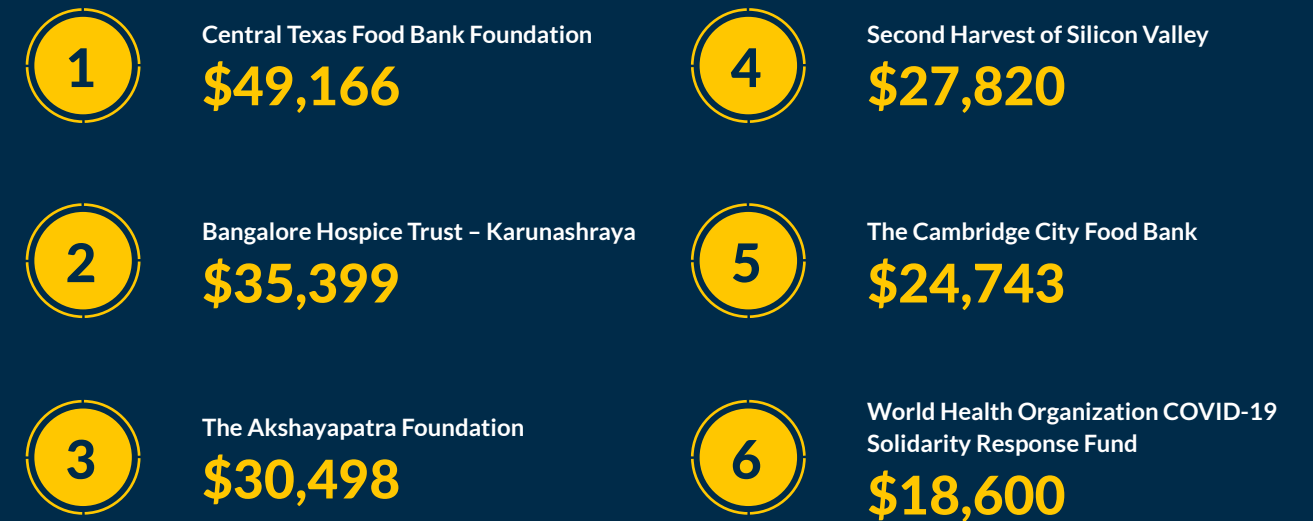 1
Central Texas Food Bank Foundation
$49,166
2
Bangalore Hospice Trust – Karunashraya
$35,399
3
The Akshayapatra Foundation
$30,498
4
Second Harvest of Silicon Valley
$27,820
5
The Cambridge City Food Bank
$24,743
6
World Health Organization COVID-19
Solidarity Response Fund
$18,600